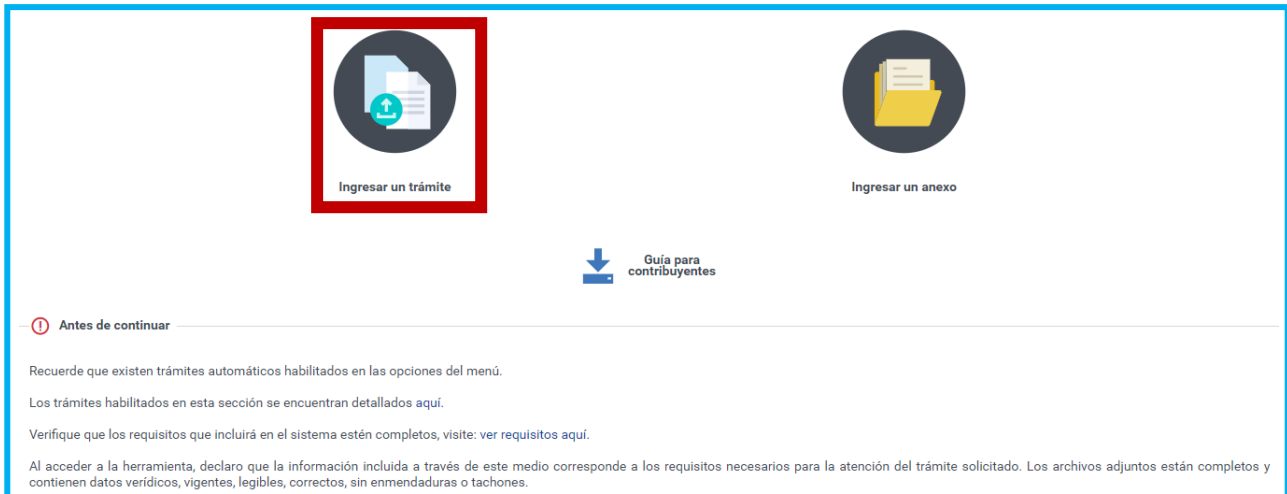 Ingresar un trámite
Ingresar un anexo
Guía para
contribuyentes
Antes de continuar
Recuerde que existen trámites automáticos habilitados en las opciones del menú.
Los trámites habilitados en esta sección se encuentran detallados aquí.
Verifique que los requisitos que incluirá en el sistema estén completos, visite: ver requisitos aquí.
Al acceder a la herramienta, declaro que la información incluida a través de este medio corresponde a los requisitos necesarios para la atención del trámite solicitado. Los archivos adjuntos están completos y
contienen datos verídicos, vigentes, legibles, correctos, sin enmendaduras o tachones.